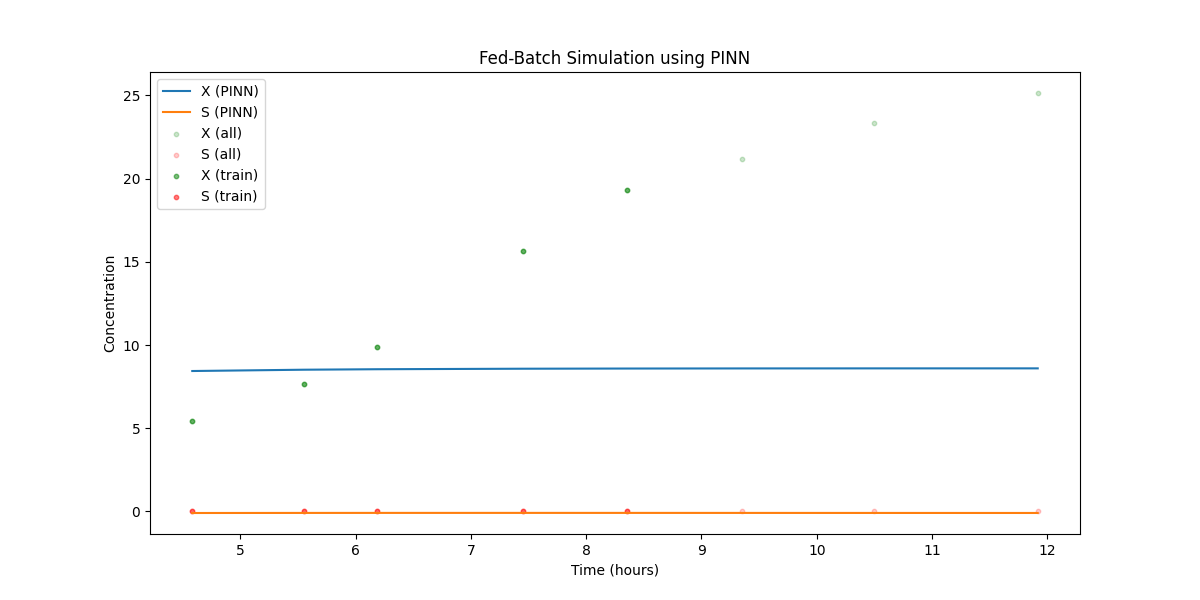 Fed-Batch Simulation using PINN
X (PINN)
S (PINN)
X (all)
S (all)
X (train)
S (train)
Concentration
25
20
15
10
5
0
5 6 7 8 9 10 11 12
Time (hours)